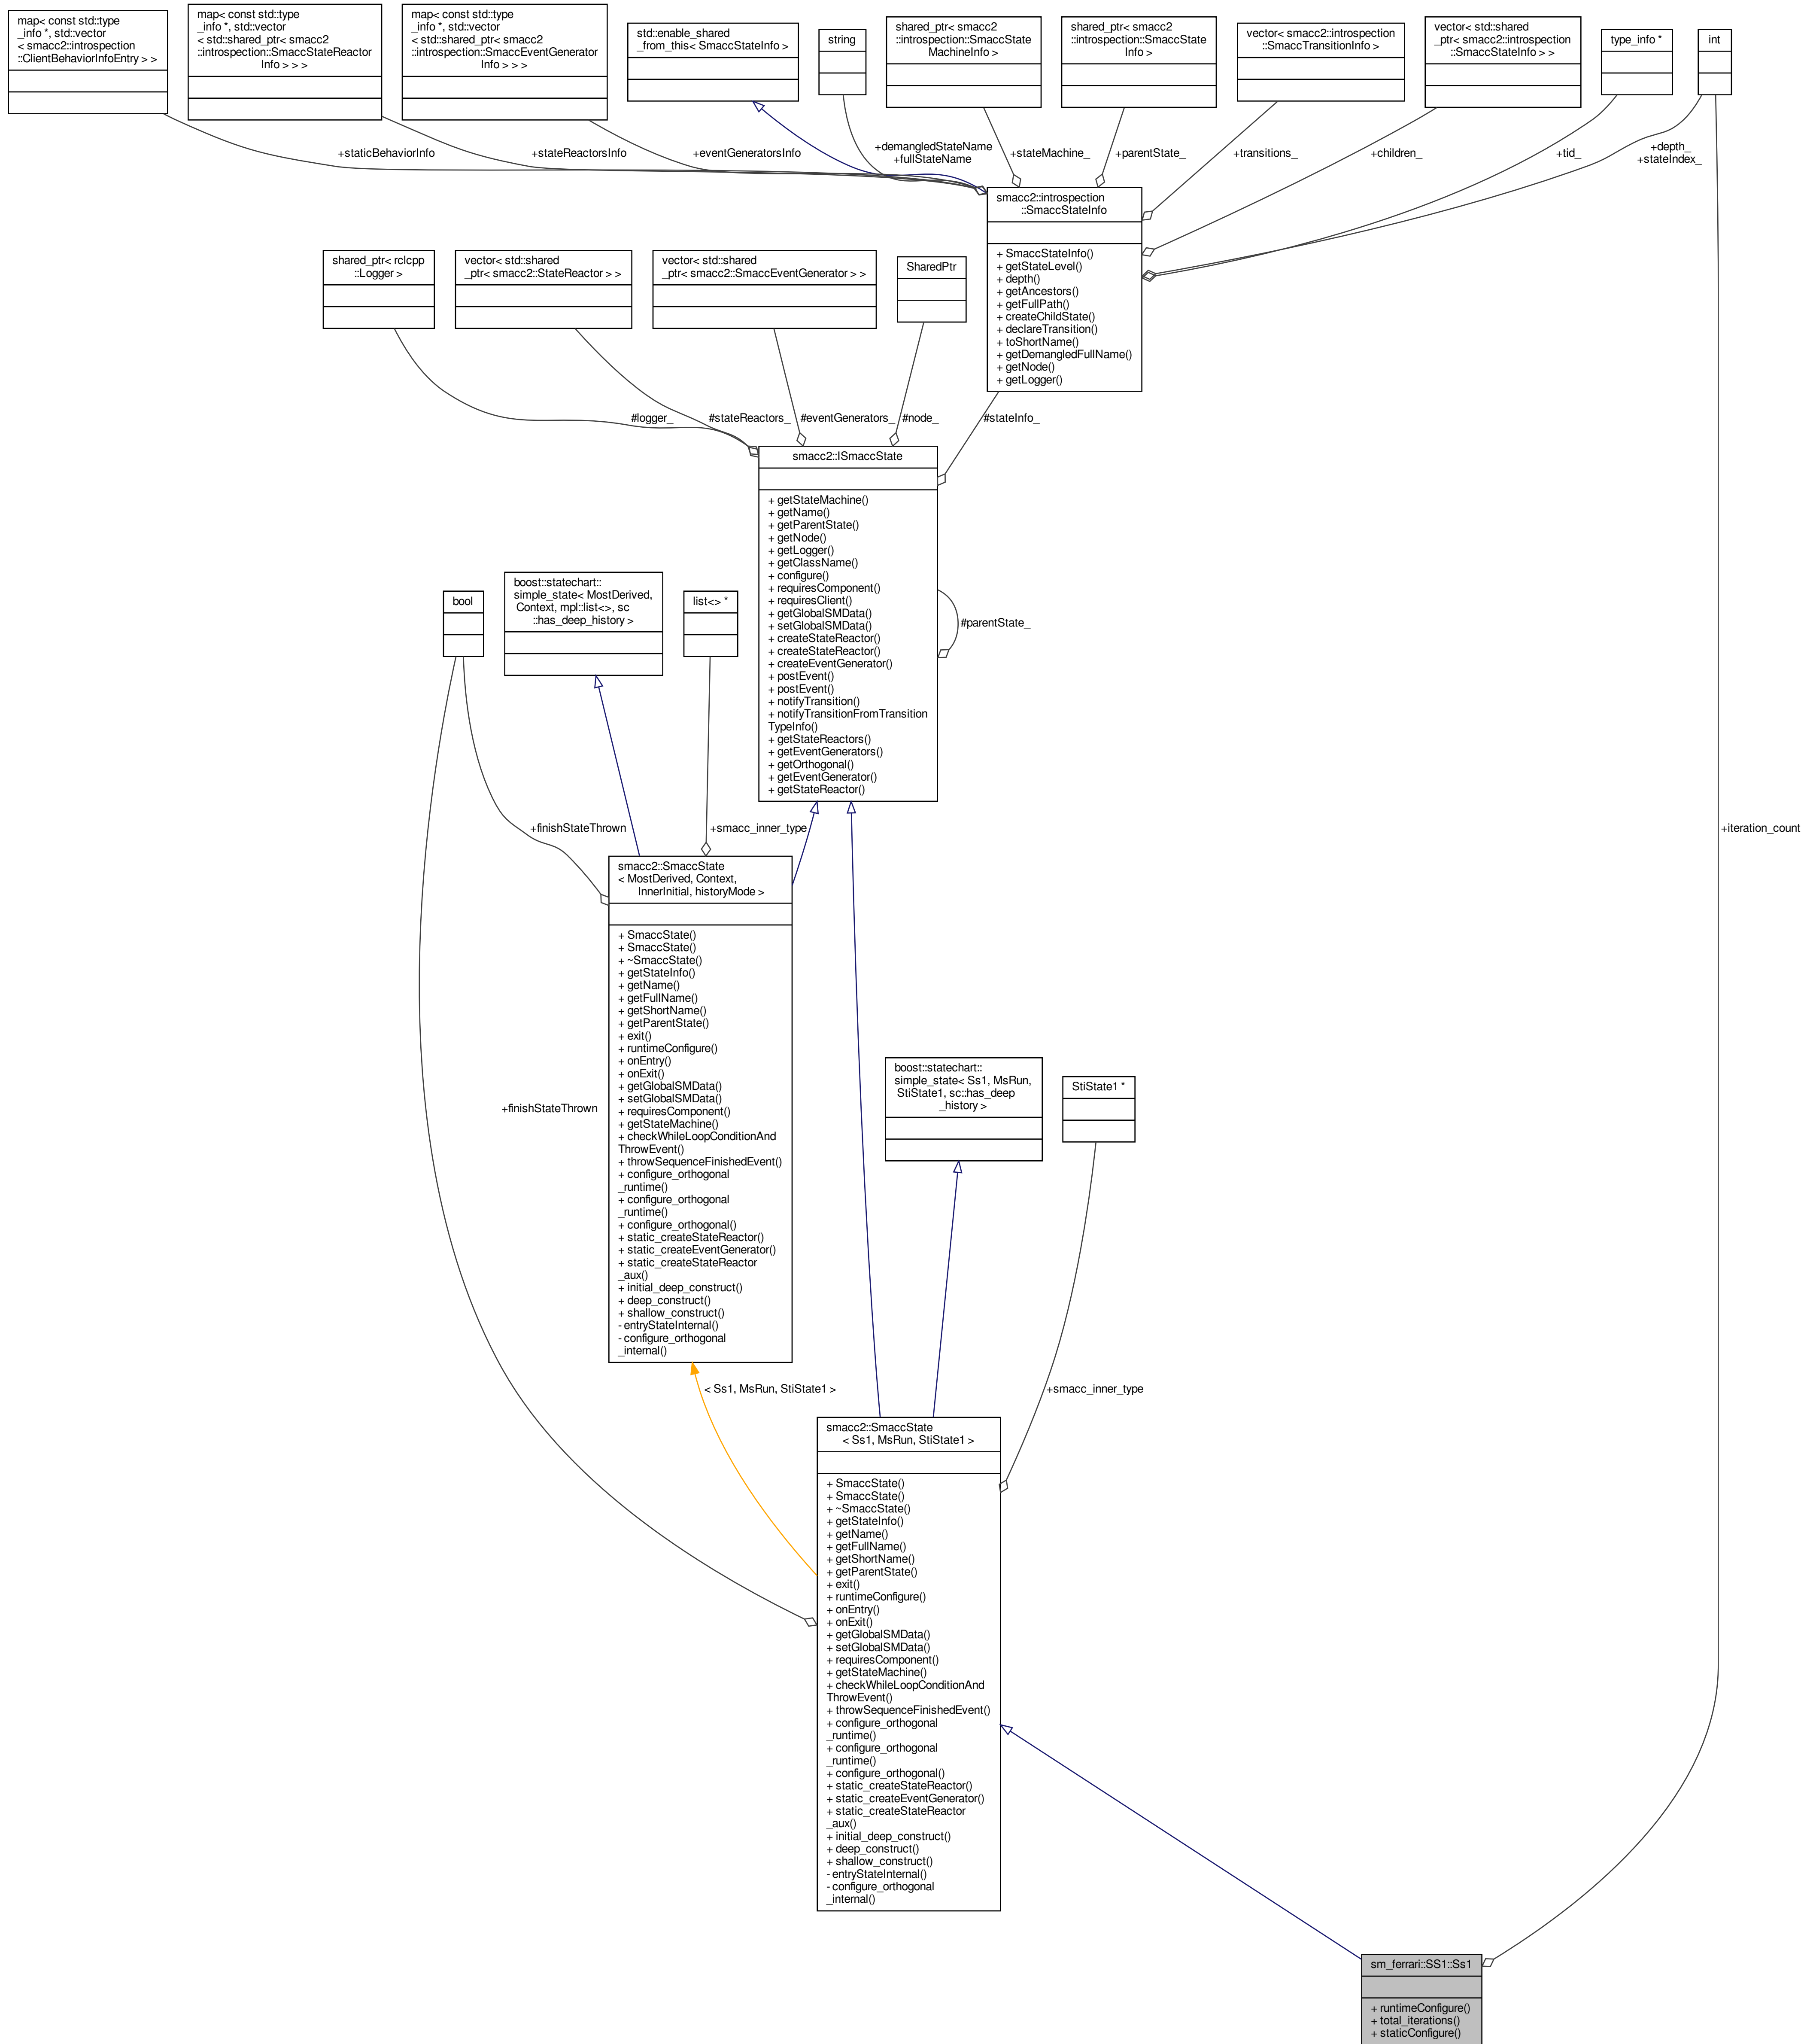 map< const std::type
_info *, std::vector
< smacc2::introspection
::ClientBehaviorInfoEntry > >
map< const std::type
_info *, std::vector
< std::shared_ptr< smacc2
::introspection::SmaccStateReactor
Info > > >
map< const std::type
_info *, std::vector
< std::shared_ptr< smacc2
::introspection::SmaccEventGenerator
Info > > >
std::enable_shared
_from_this< SmaccStateInfo >
string
shared_ptr< smacc2
::introspection::SmaccState
MachineInfo >
shared_ptr< smacc2
::introspection::SmaccState
Info >
vector< smacc2::introspection
::SmaccTransitionInfo >
vector< std::shared
_ptr< smacc2::introspection
::SmaccStateInfo > >
type_info *
int
+staticBehaviorInfo
+stateReactorsInfo
+eventGeneratorsInfo
+demangledStateName
+fullStateName
+stateMachine_
+parentState_
+transitions_
+children_
+tid_
+depth_
+stateIndex_
smacc2::introspection
::SmaccStateInfo
+ SmaccStateInfo()
+ getStateLevel()
+ depth()
+ getAncestors()
+ getFullPath()
+ createChildState()
+ declareTransition()
+ toShortName()
+ getDemangledFullName()
+ getNode()
+ getLogger()
shared_ptr< rclcpp
::Logger >
vector< std::shared
_ptr< smacc2::StateReactor > >
vector< std::shared
_ptr< smacc2::SmaccEventGenerator > >
SharedPtr
#logger_
#stateReactors_
#eventGenerators_
#node_
#stateInfo_
smacc2::ISmaccState
+ getStateMachine()
+ getName()
+ getParentState()
+ getNode()
+ getLogger()
+ getClassName()
+ configure()
+ requiresComponent()
+ requiresClient()
+ getGlobalSMData()
+ setGlobalSMData()
+ createStateReactor()
+ createStateReactor()
+ createEventGenerator()
+ postEvent()
+ postEvent()
+ notifyTransition()
+ notifyTransitionFromTransition
TypeInfo()
+ getStateReactors()
+ getEventGenerators()
+ getOrthogonal()
+ getEventGenerator()
+ getStateReactor()
#parentState_
bool
boost::statechart::
simple_state< MostDerived,
Context, mpl::list<>, sc
::has_deep_history >
list<> *
+finishStateThrown
+smacc_inner_type
+iteration_count
smacc2::SmaccState
< MostDerived, Context,
InnerInitial, historyMode >
+ SmaccState()
+ SmaccState()
+ ~SmaccState()
+ getStateInfo()
+ getName()
+ getFullName()
+ getShortName()
+ getParentState()
+ exit()
+ runtimeConfigure()
+ onEntry()
+ onExit()
+ getGlobalSMData()
+ setGlobalSMData()
+ requiresComponent()
+ getStateMachine()
+ checkWhileLoopConditionAnd
ThrowEvent()
+ throwSequenceFinishedEvent()
+ configure_orthogonal
_runtime()
+ configure_orthogonal
_runtime()
+ configure_orthogonal()
+ static_createStateReactor()
+ static_createEventGenerator()
+ static_createStateReactor
_aux()
+ initial_deep_construct()
+ deep_construct()
+ shallow_construct()
- entryStateInternal()
- configure_orthogonal
_internal()
+finishStateThrown
boost::statechart::
simple_state< Ss1, MsRun,
StiState1, sc::has_deep
_history >
StiState1 *
< Ss1, MsRun, StiState1 >
+smacc_inner_type
smacc2::SmaccState
< Ss1, MsRun, StiState1 >
+ SmaccState()
+ SmaccState()
+ ~SmaccState()
+ getStateInfo()
+ getName()
+ getFullName()
+ getShortName()
+ getParentState()
+ exit()
+ runtimeConfigure()
+ onEntry()
+ onExit()
+ getGlobalSMData()
+ setGlobalSMData()
+ requiresComponent()
+ getStateMachine()
+ checkWhileLoopConditionAnd
ThrowEvent()
+ throwSequenceFinishedEvent()
+ configure_orthogonal
_runtime()
+ configure_orthogonal
_runtime()
+ configure_orthogonal()
+ static_createStateReactor()
+ static_createEventGenerator()
+ static_createStateReactor
_aux()
+ initial_deep_construct()
+ deep_construct()
+ shallow_construct()
- entryStateInternal()
- configure_orthogonal
_internal()
sm_ferrari::SS1::Ss1
+ runtimeConfigure()
+ total_iterations()
+ staticConfigure()